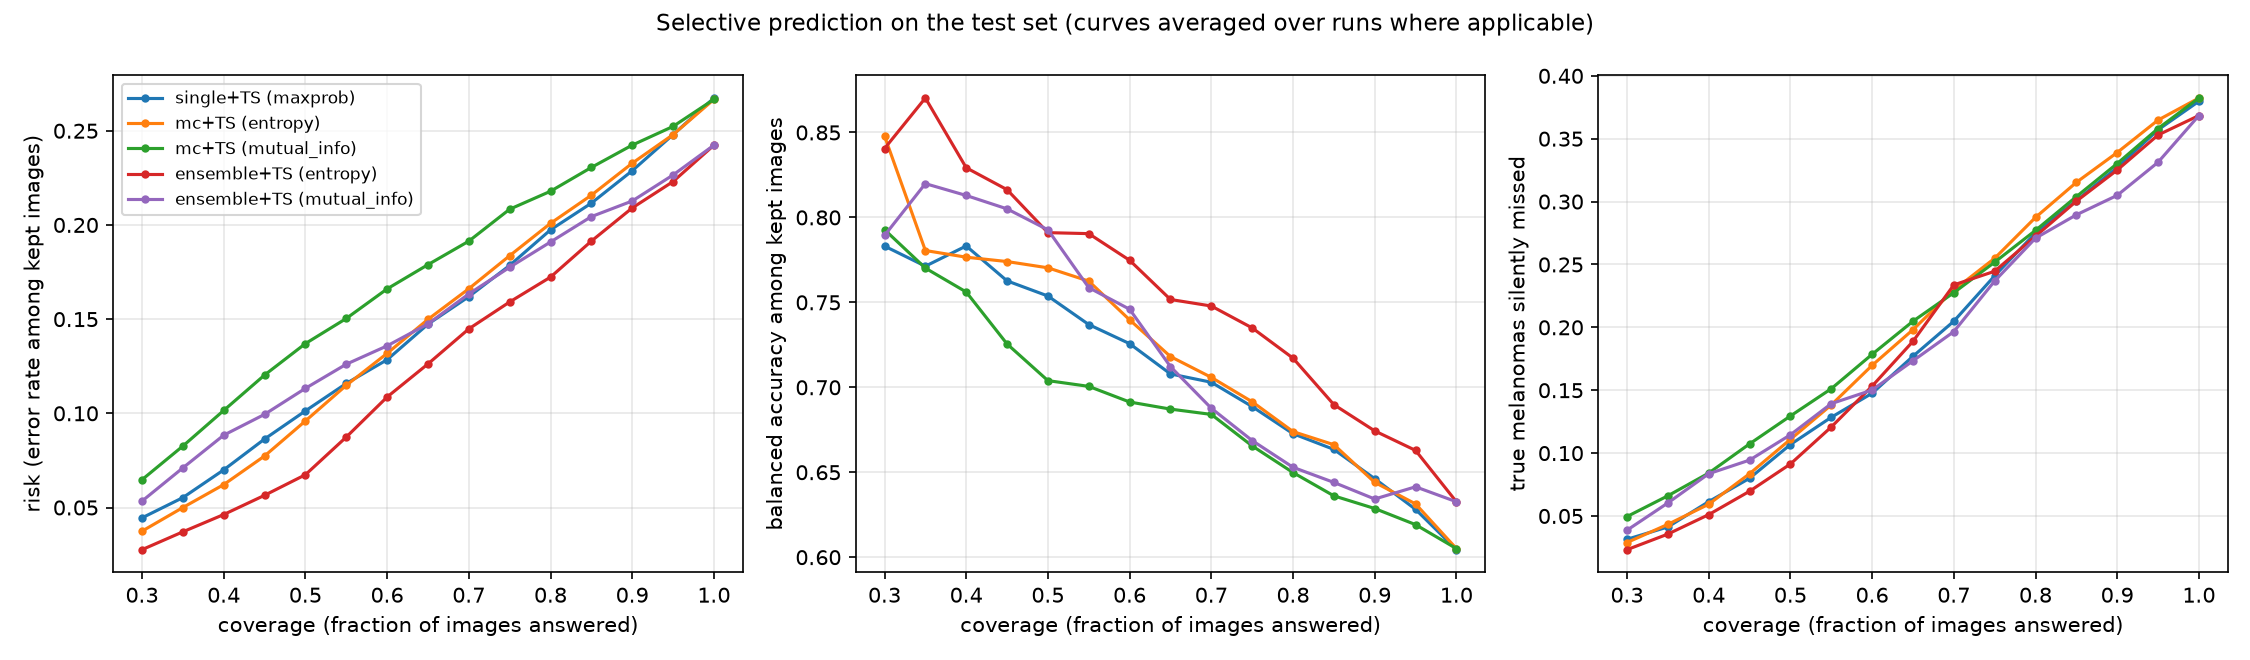 Selective prediction on the test set (curves averaged over runs where applicable)
risk (error rate among kept images)
0.25
0.20
0.15
0.10
0.05
single+TS (maxprob)
mc+TS (entropy)
mc+TS (mutual_info)
ensemble+TS (entropy)
ensemble+TS (mutual_info)
0.3 0.4 0.5 0.6 0.7 0.8 0.9 1.0
coverage (fraction of images answered)
balanced accuracy among kept images
0.85
0.80
0.75
0.70
0.65
0.60
0.3 0.4 0.5 0.6 0.7 0.8 0.9 1.0
coverage (fraction of images answered)
true melanomas silently missed
0.40
0.35
0.30
0.25
0.20
0.15
0.10
0.05
0.3 0.4 0.5 0.6 0.7 0.8 0.9 1.0
coverage (fraction of images answered)